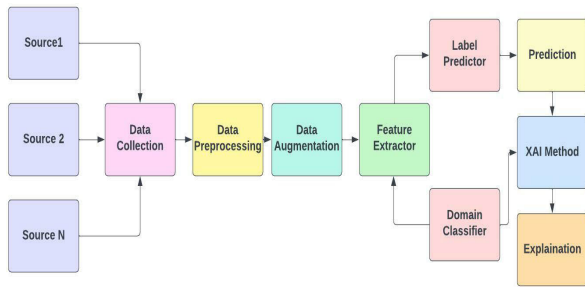 Source1
Source 2
Source N
Data
Collection
Data
Preprocessing
Data
Augmentation
Feature
Extractor
Label
Predictor
Prediction
XAI Method
Domain
Classifier
Explaination